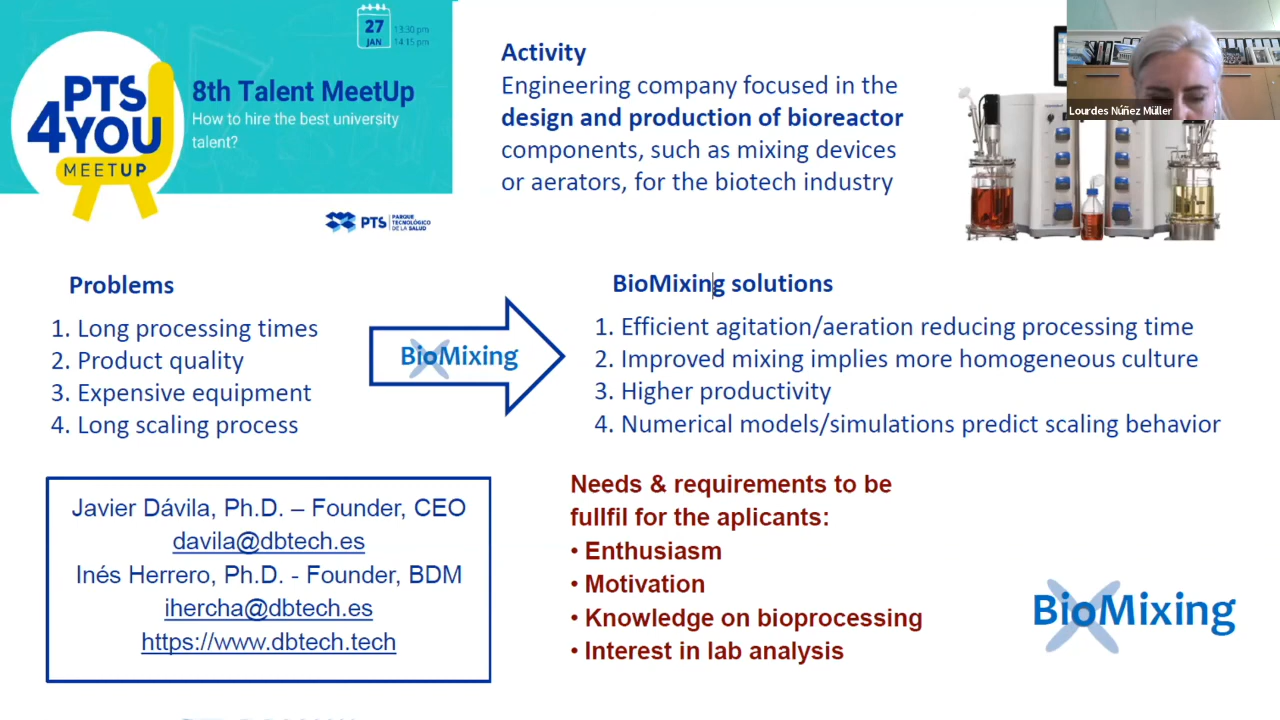 27
JAN
13:30 pm
14:15 pm
PTS
4YOU
MEETUP
8th Talent MeetUp
How to hire the best university
talent?
PTS
PARQUE
TECNOLÓGICO
DE LA SALUD
Activity
Engineering company focused in the
design and production of bioreactor
components, such as mixing devices
or aerators, for the biotech industry
Lourdes Núñez Müller
Problems
1. Long processing times
2. Product quality
3. Expensive equipment
4. Long scaling process
BioMixing
BioMixing solutions
1. Efficient agitation/aeration reducing processing time
2. Improved mixing implies more homogeneous culture
3. Higher productivity
4. Numerical models/simulations predict scaling behavior
Javier Dávila, Ph.D. – Founder, CEO
davila@dbtech.es
Inés Herrero, Ph.D. - Founder, BDM
ihercha@dbtech.es
https://www.dbtech.tech
Needs & requirements to be
fullfil for the aplicants:
• Enthusiasm
• Motivation
• Knowledge on bioprocessing
• Interest in lab analysis
BioMixing